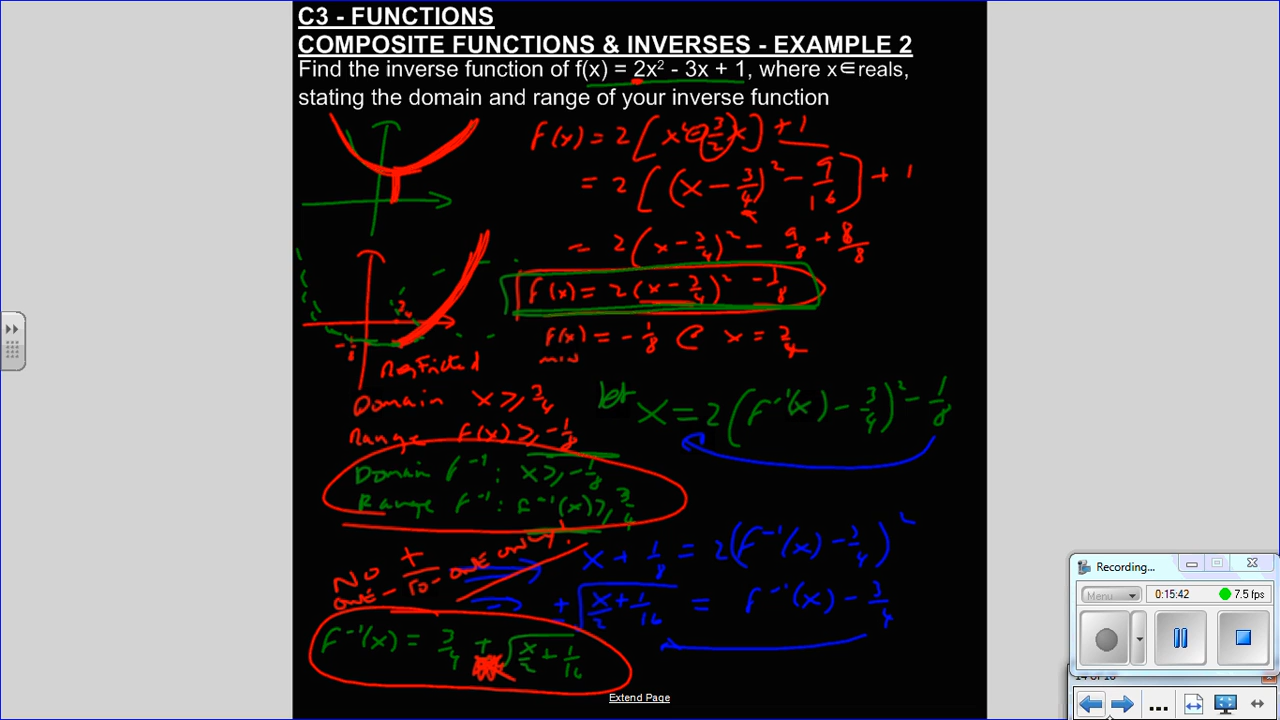 C3 - FUNCTIONS
COMPOSITE FUNCTIONS & INVERSES - EXAMPLE 2
Find the inverse function of f(x) = 2x² - 3x + 1, where x∈reals,
stating the domain and range of your inverse function
f(x) = 2[x² - 3/2 x] + 1
= 2[(x - 3/4)² - 9/16] + 1
= 2(x - 3/4)² - 9/8 + 8/8
f(x) = 2(x - 3/4)² - 1/8
f(x) min = -1/8 @ x = 3/4
3/4
-1/8
Restricted
Domain x ≥ 3/4
Range f(x) ≥ -1/8
Domain f⁻¹ : x ≥ -1/8
Range f⁻¹ : f⁻¹(x) ≥ 3/4
let x = 2(f⁻¹(x) - 3/4)² - 1/8
x + 1/8 = 2(f⁻¹(x) - 3/4)²
+√(x/2 + 1/16) = f⁻¹(x) - 3/4
No ±
one-to-one only!
f⁻¹(x) = 3/4 + √(x/2 + 1/16)
Extend Page
Recording...
Menu
0:15:42
7.5 fps